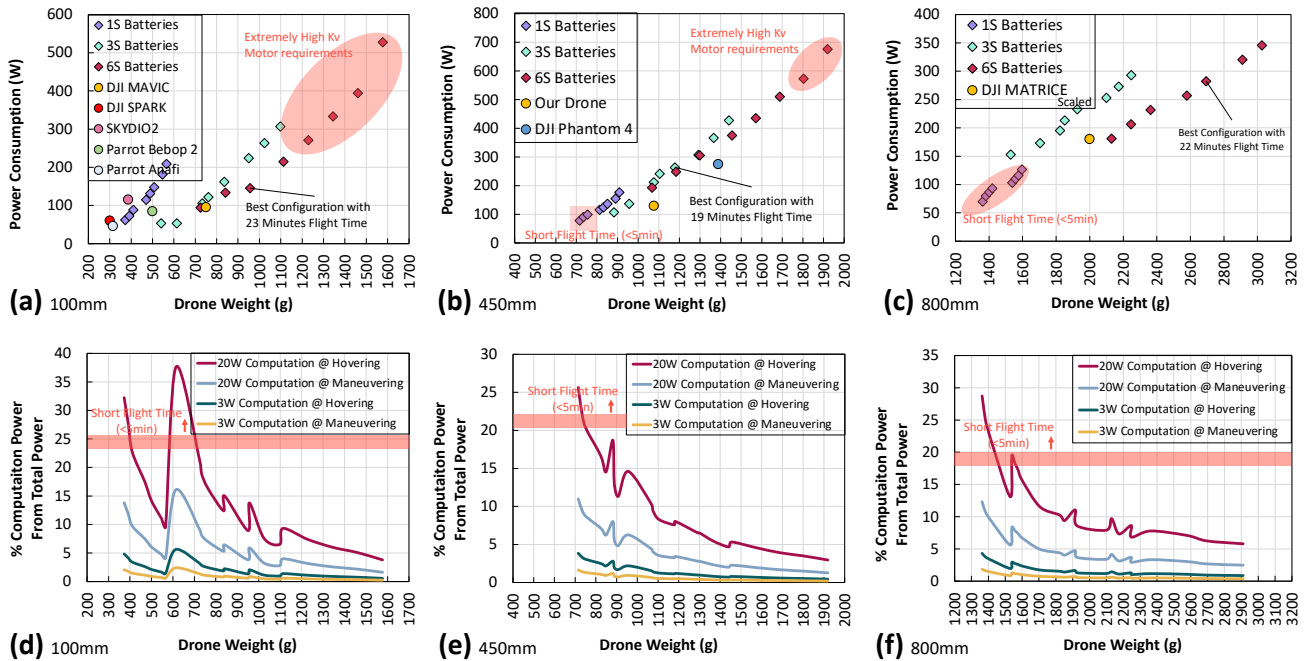 Power Consumption (W)
600
500
400
300
200
100
0
1S Batteries
3S Batteries
6S Batteries
DJI MAVIC
DJI SPARK
SKYDIO2
Parrot Bebop 2
Parrot Anafi
Extremely High Kv
Motor requirements
Best Configuration with
23 Minutes Flight Time
200
300
400
500
600
700
800
900
1000
1100
1200
1300
1400
1500
1600
1700
Drone Weight (g)
(a) 100mm
Power Consumption (W)
800
700
600
500
400
300
200
100
0
1S Batteries
3S Batteries
6S Batteries
Our Drone
DJI Phantom 4
Extremely High Kv
Motor requirements
Best Configuration with
19 Minutes Flight Time
Short Flight Time (<5min)
400
500
600
700
800
900
1000
1100
1200
1300
1400
1500
1600
1700
1800
1900
2000
Drone Weight (g)
(b) 450mm
Power Consumption (W)
400
350
300
250
200
150
100
50
0
1S Batteries
3S Batteries
6S Batteries
DJI MATRICE
Scaled
Best Configuration with
22 Minutes Flight Time
Short Flight Time (<5min)
1200
1400
1600
1800
2000
2200
2400
2600
2800
3000
3200
Drone Weight (g)
(c) 800mm
% Computaiton Power
From Total Power
40
35
30
25
20
15
10
5
0
20W Computation @ Hovering
20W Computation @ Maneuvering
3W Computation @ Hovering
3W Computation @ Maneuvering
Short Flight Time
(<5min)
200
300
400
500
600
700
800
900
1000
1100
1200
1300
1400
1500
1600
1700
Drone Weight (g)
(d) 100mm
% Computaiton Power
From Total Power
30
25
20
15
10
5
0
20W Computation @ Hovering
20W Computation @ Maneuvering
3W Computation @ Hovering
3W Computation @ Maneuvering
Short Flight Time
(<5min)
400
500
600
700
800
900
1000
1100
1200
1300
1400
1500
1600
1700
1800
1900
2000
Drone Weight (g)
(e) 450mm
% Computaiton Power
From Total Power
35
30
25
20
15
10
5
0
20W Computation @ Hovering
20W Computation @ Maneuvering
3W Computation @ Hovering
3W Computation @ Maneuvering
Short Flight Time
(<5min)
1200
1300
1400
1500
1600
1700
1800
1900
2000
2100
2200
2300
2400
2500
2600
2700
2800
2900
3000
3100
3200
Drone Weight (g)
(f) 800mm